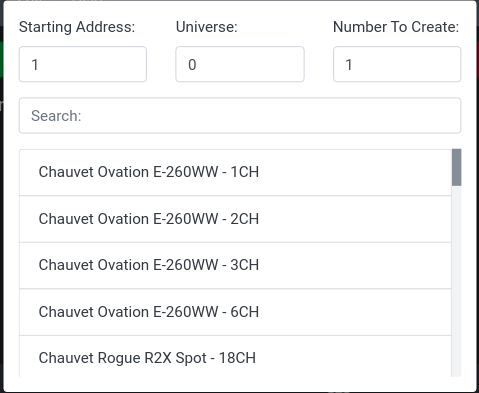 Starting Address: Universe: Number To Create:
1 0 1
Search:
Chauvet Ovation E-260WW - 1CH
Chauvet Ovation E-260WW - 2CH
Chauvet Ovation E-260WW - 3CH
Chauvet Ovation E-260WW - 6CH
Chauvet Rogue R2X Spot - 18CH